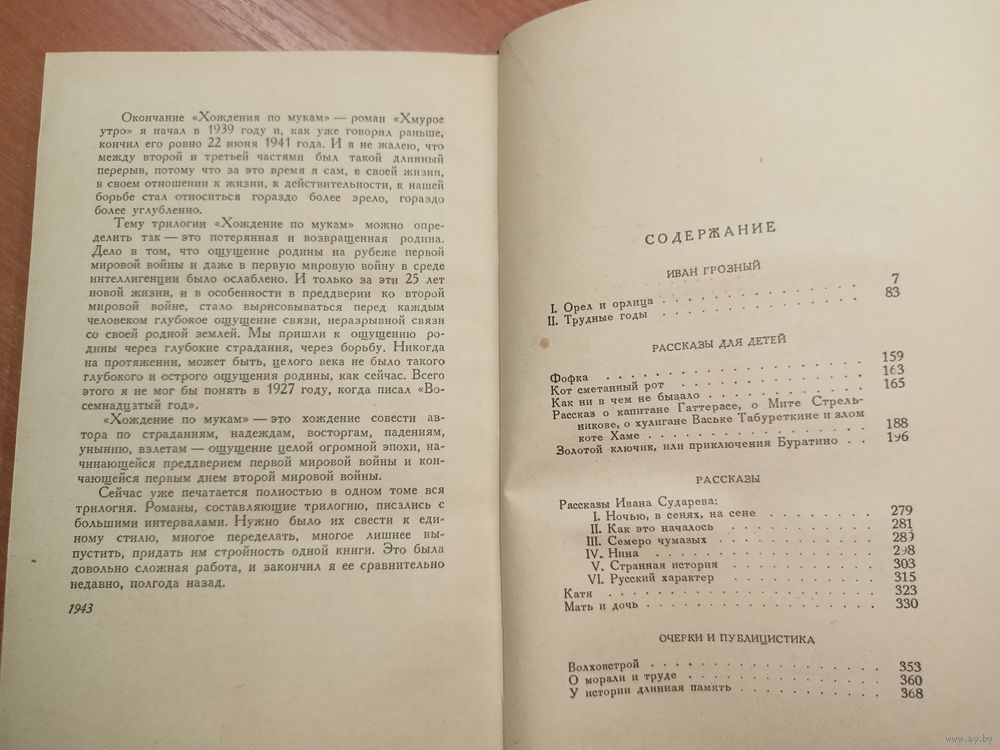 Окончание «Хождения по мукам» — роман «Хмурое
утро» я начал в 1939 году и, как уже говорил раньше,
кончил его ровно 22 июня 1941 года. И я не жалею, что
между второй и третьей частями был такой длинный
перерыв, потому что за это время я сам, в своей жизни,
в своем отношении к жизни, к действительности, к нашей
борьбе стал относиться гораздо более зрело, гораздо
более углубленно.
Тему трилогии «Хождение по мукам» можно опре-
делить так — это потерянная и возвращенная родина.
Дело в том, что ощущение родины на рубеже первой
мировой войны и даже в первую мировую войну в среде
интеллигенции было ослаблено. И только за эти 25 лет
новой жизни, и в особенности в преддверии ко второй
мировой войне, стало вырисовываться перед каждым
человеком глубокое ощущение связи, неразрывной связи
со своей родной землей. Мы пришли к ощущению ро-
дины через глубокие страдания, через борьбу. Никогда
на протяжении, может быть, целого века не было такого
глубокого и острого ощущения родины, как сейчас. Всего
этого я не мог бы понять в 1927 году, когда писал «Во-
семнадцатый год».
«Хождение по мукам» — это хождение совести ав-
тора по страданиям, надеждам, восторгам, падениям,
унынию, взлетам — ощущение целой огромной эпохи, на-
чинающейся преддверием первой мировой войны и кон-
чающейся первым днем второй мировой войны.
Сейчас уже печатается полностью в одном томе вся
трилогия. Романы, составляющие трилогию, писались с
большими интервалами. Нужно было их свести к еди-
ному стилю, многое переделать, многое лишнее вы-
пустить, придать им стройность одной книги. Это была
довольно сложная работа, и закончил я ее сравнительно
недавно, полгода назад.
1943
СОДЕРЖАНИЕ
ИВАН ГРОЗНЫЙ
I. Орел и орлица . . . . . . . . . . . . 7
II. Трудные годы . . . . . . . . . . . . 83
РАССКАЗЫ ДЛЯ ДЕТЕЙ
Фофка . . . . . . . . . . . . . . . 159
Кот сметанный рот . . . . . . . . . . . 163
Как ни в чем не бывало . . . . . . . . . 165
Рассказ о капитане Гаттерасе, о Мите Стрель-
никове, о хулигане Ваське Табуреткине и злом
коте Хаме . . . . . . . . . . . . . 188
Золотой ключик, или приключения Буратино . . 196
РАССКАЗЫ
Рассказы Ивана Сударева:
I. Ночью, в сенях, на сене . . . . . . . . 279
II. Как это началось . . . . . . . . . . 281
III. Семеро чумазых . . . . . . . . . . 289
IV. Нина . . . . . . . . . . . . . . 298
V. Странная история . . . . . . . . . . 303
VI. Русский характер . . . . . . . . . . 315
Катя . . . . . . . . . . . . . . . . 323
Мать и дочь . . . . . . . . . . . . . 330
ОЧЕРКИ И ПУБЛИЦИСТИКА
Волховстрой . . . . . . . . . . . . . 353
О морали и труде . . . . . . . . . . . 360
У истории длинная память . . . . . . . . 368
www.ay.by